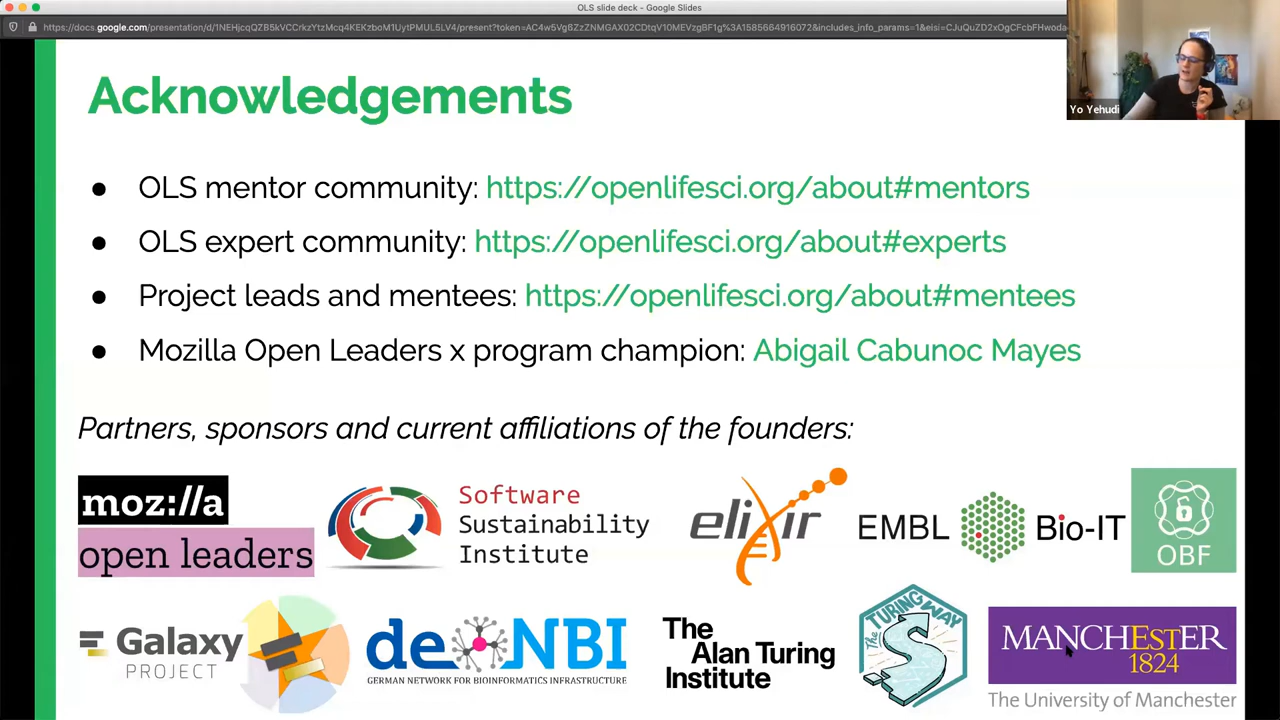 OLS slide deck - Google Slides
Yo Yehudi
Acknowledgements
● OLS mentor community: https://openlifesci.org/about#mentors
● OLS expert community: https://openlifesci.org/about#experts
● Project leads and mentees: https://openlifesci.org/about#mentees
● Mozilla Open Leaders x program champion: Abigail Cabunoc Mayes
Partners, sponsors and current affiliations of the founders:
moz://a
open leaders
Software
Sustainability
Institute
elixir
EMBL Bio-IT
OBF
Galaxy
PROJECT
de NBI
GERMAN NETWORK FOR BIOINFORMATICS INFRASTRUCTURE
The
Alan Turing
Institute
The TURING WAY
MANCHEStER
1824
The University of Manchester